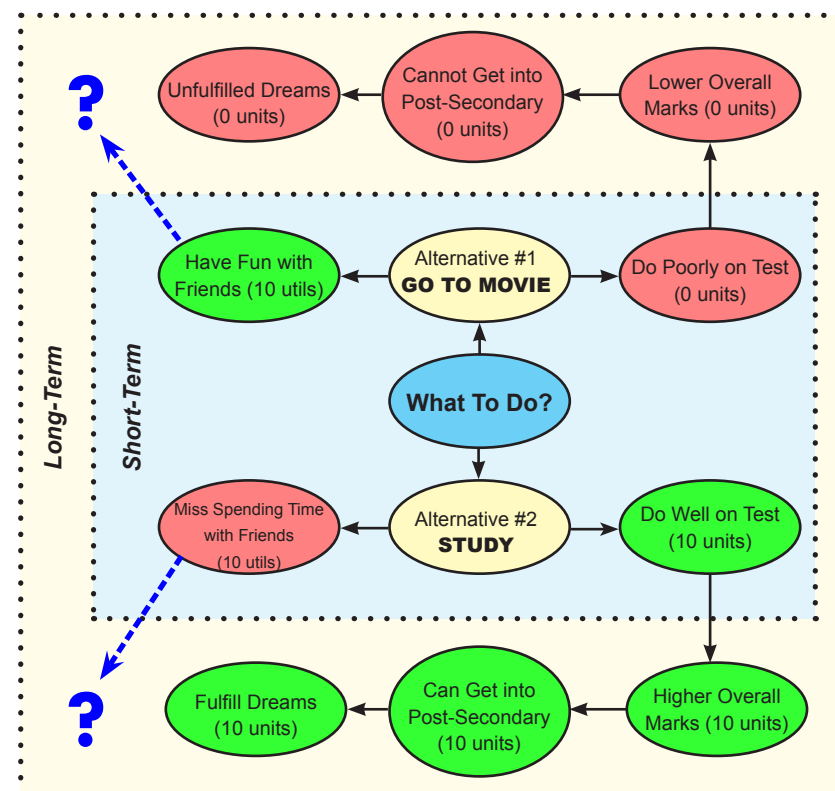 ?
Unfulfilled Dreams
(0 units)
Cannot Get into
Post-Secondary
(0 units)
Lower Overall
Marks (0 units)
Have Fun with
Friends (10 utils)
Alternative #1
GO TO MOVIE
Do Poorly on Test
(0 units)
What To Do?
Long-Term
Short-Term
Miss Spending Time
with Friends
(10 utils)
Alternative #2
STUDY
Do Well on Test
(10 units)
?
Fulfill Dreams
(10 units)
Can Get into
Post-Secondary
(10 units)
Higher Overall
Marks (10 units)